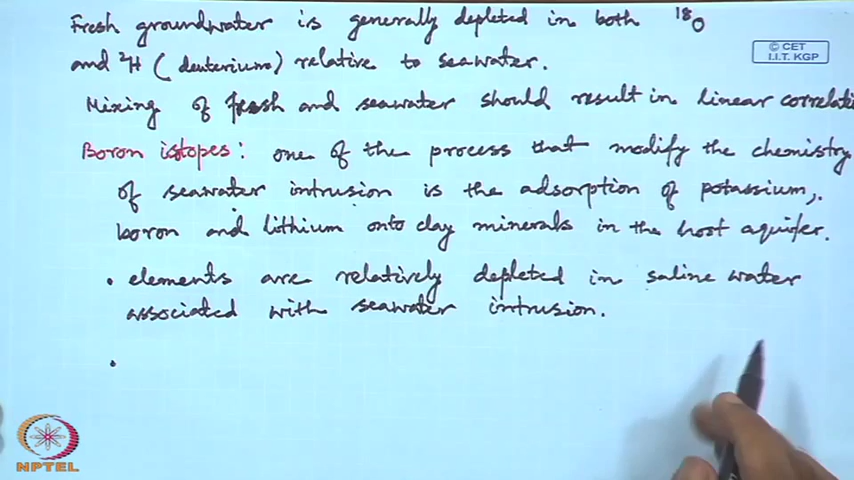 Fresh groundwater is generally depleted in both ¹⁸O
and ²H (deuterium) relative to seawater.
© CET
I.I.T. KGP
Mixing of fresh and seawater should result in linear correlati
Boron istopes: one of the process that modify the chemistry
of seawater intrusion is the adsorption of potassium,.
boron and lithium onto clay minerals in the host aquifer.
• elements are relatively depleted in saline water
associated with seawater intrusion.
•
NPTEL